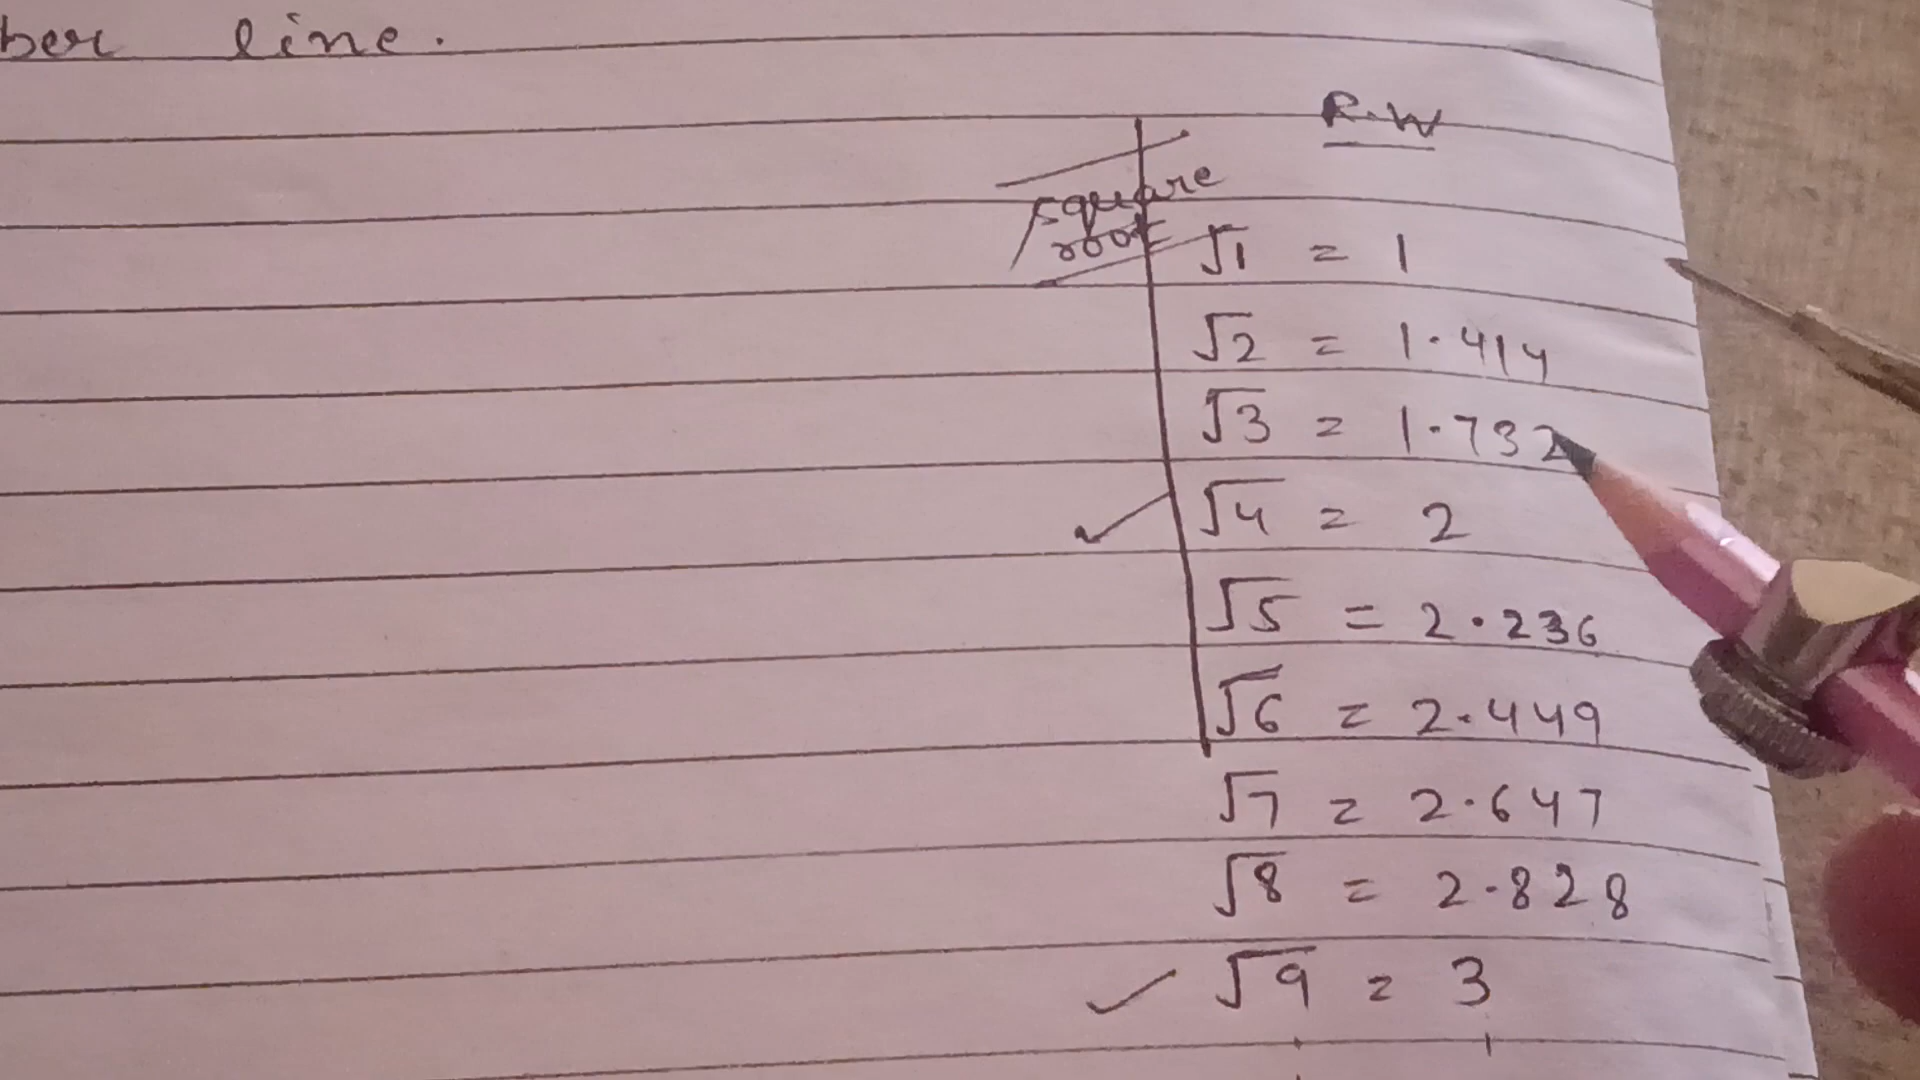 ber line.
R.W
square
root
√1 = 1
√2 = 1.414
√3 = 1.732
√4 = 2
√5 = 2.236
√6 = 2.449
√7 = 2.647
√8 = 2.828
√9 = 3